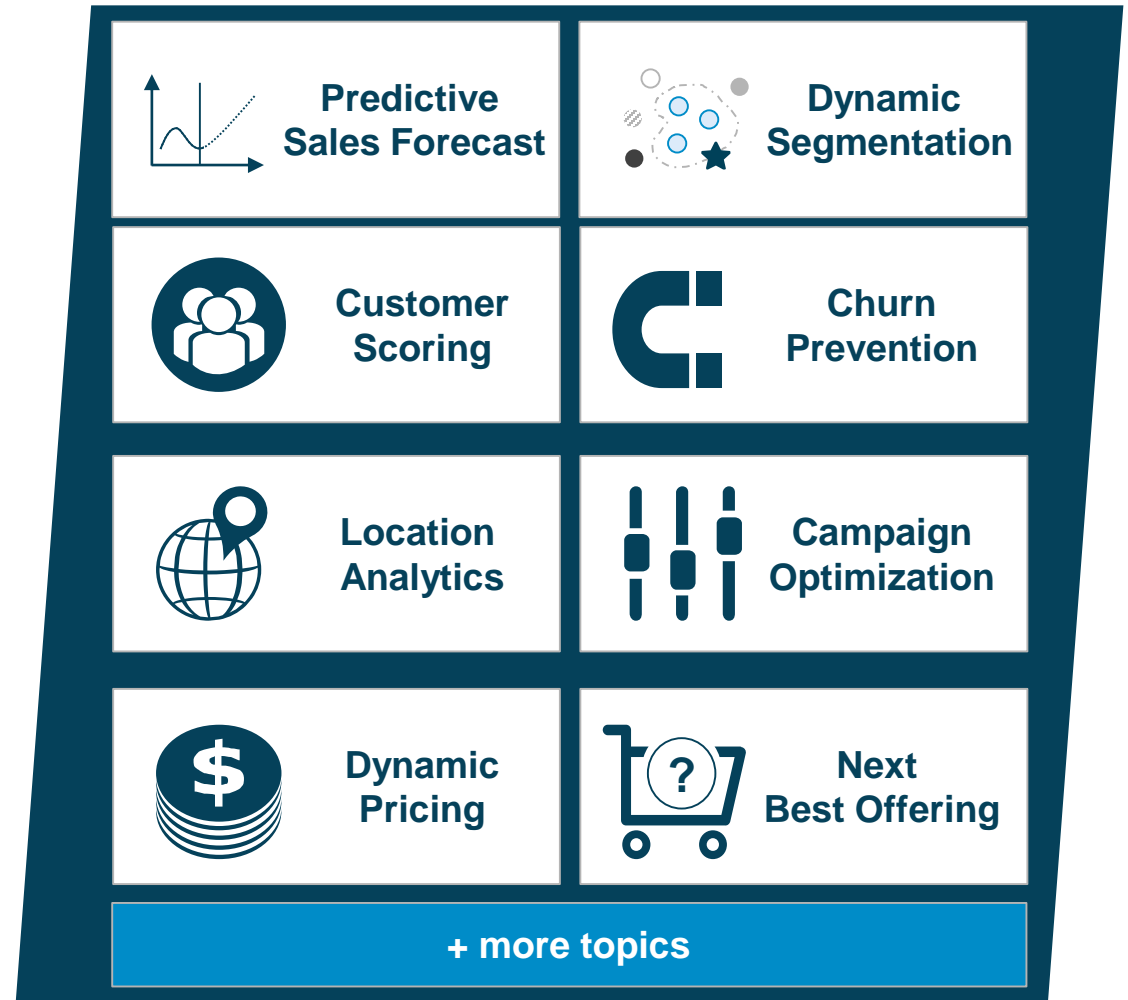 Predictive
Sales Forecast
Dynamic
Segmentation
Customer
Scoring
Churn
Prevention
Location
Analytics
Campaign
Optimization
$
Dynamic
Pricing
?
Next
Best Offering
+ more topics